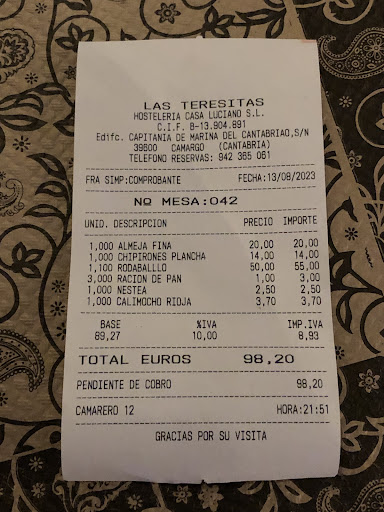 LAS TERESITAS
HOSTELERIA CASA LUCIANO S.L.
C.I.F. B-13.904.891
Edifc. CAPITANIA DE MARINA DEL CANTABRIAO,S/N
39600 CAMARGO (CANTABRIA)
TELEFONO RESERVAS: 942 365 061
FRA SIMP:COMPROBANTE FECHA:13/08/2023
Nº MESA:042
UNID. DESCRIPCION PRECIO IMPORTE
1,000 ALMEJA FINA 20,00 20,00
1,000 CHIPIRONES PLANCHA 14,00 14,00
1,100 RODABALLLO 50,00 55,00
3,000 RACION DE PAN 1,00 3,00
1,000 NESTEA 2,50 2,50
1,000 CALIMOCHO RIOJA 3,70 3,70
BASE %IVA IMP.IVA
89,27 10,00 8,93
TOTAL EUROS 98,20
PENDIENTE DE COBRO 98,20
CAMARERO 12 HORA:21:51
GRACIAS POR SU VISITA